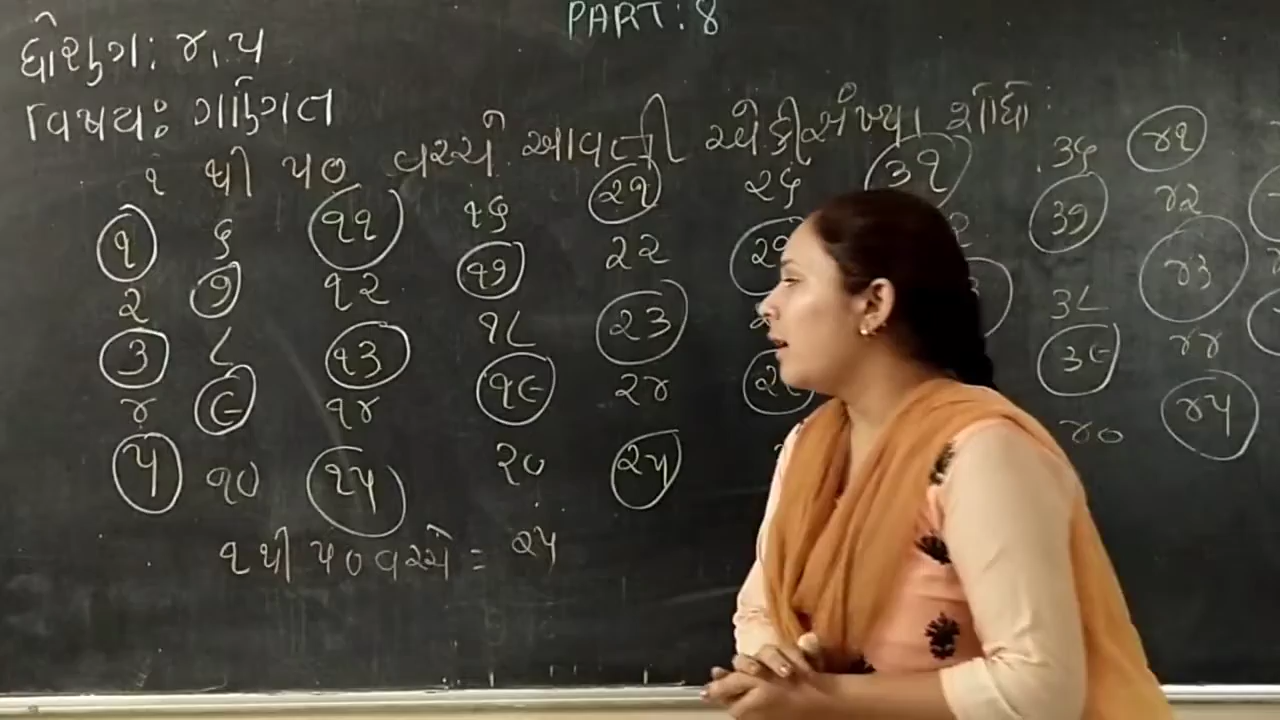 PART: 8
ધોરણ: ૪,૫
વિષય: ગણિત
૧ થી ૫૦ વચ્ચે આવતી એકી સંખ્યા શોધો:
૧ ૬ ૧૧ ૧૬ ૨૧ ૨૬ ૩૧ ૩૬ ૪૧
૨ ૭ ૧૨ ૧૭ ૨૨ ૩૭ ૪૨
૩ ૮ ૧૩ ૧૮ ૨૩ ૩૮ ૪૩
૪ ૯ ૧૪ ૧૯ ૨૪ ૩૯ ૪૪
૫ ૧૦ ૧૫ ૨૦ ૨૫ ૪૦ ૪૫
૧ થી ૫૦ વચ્ચે = ૨૫